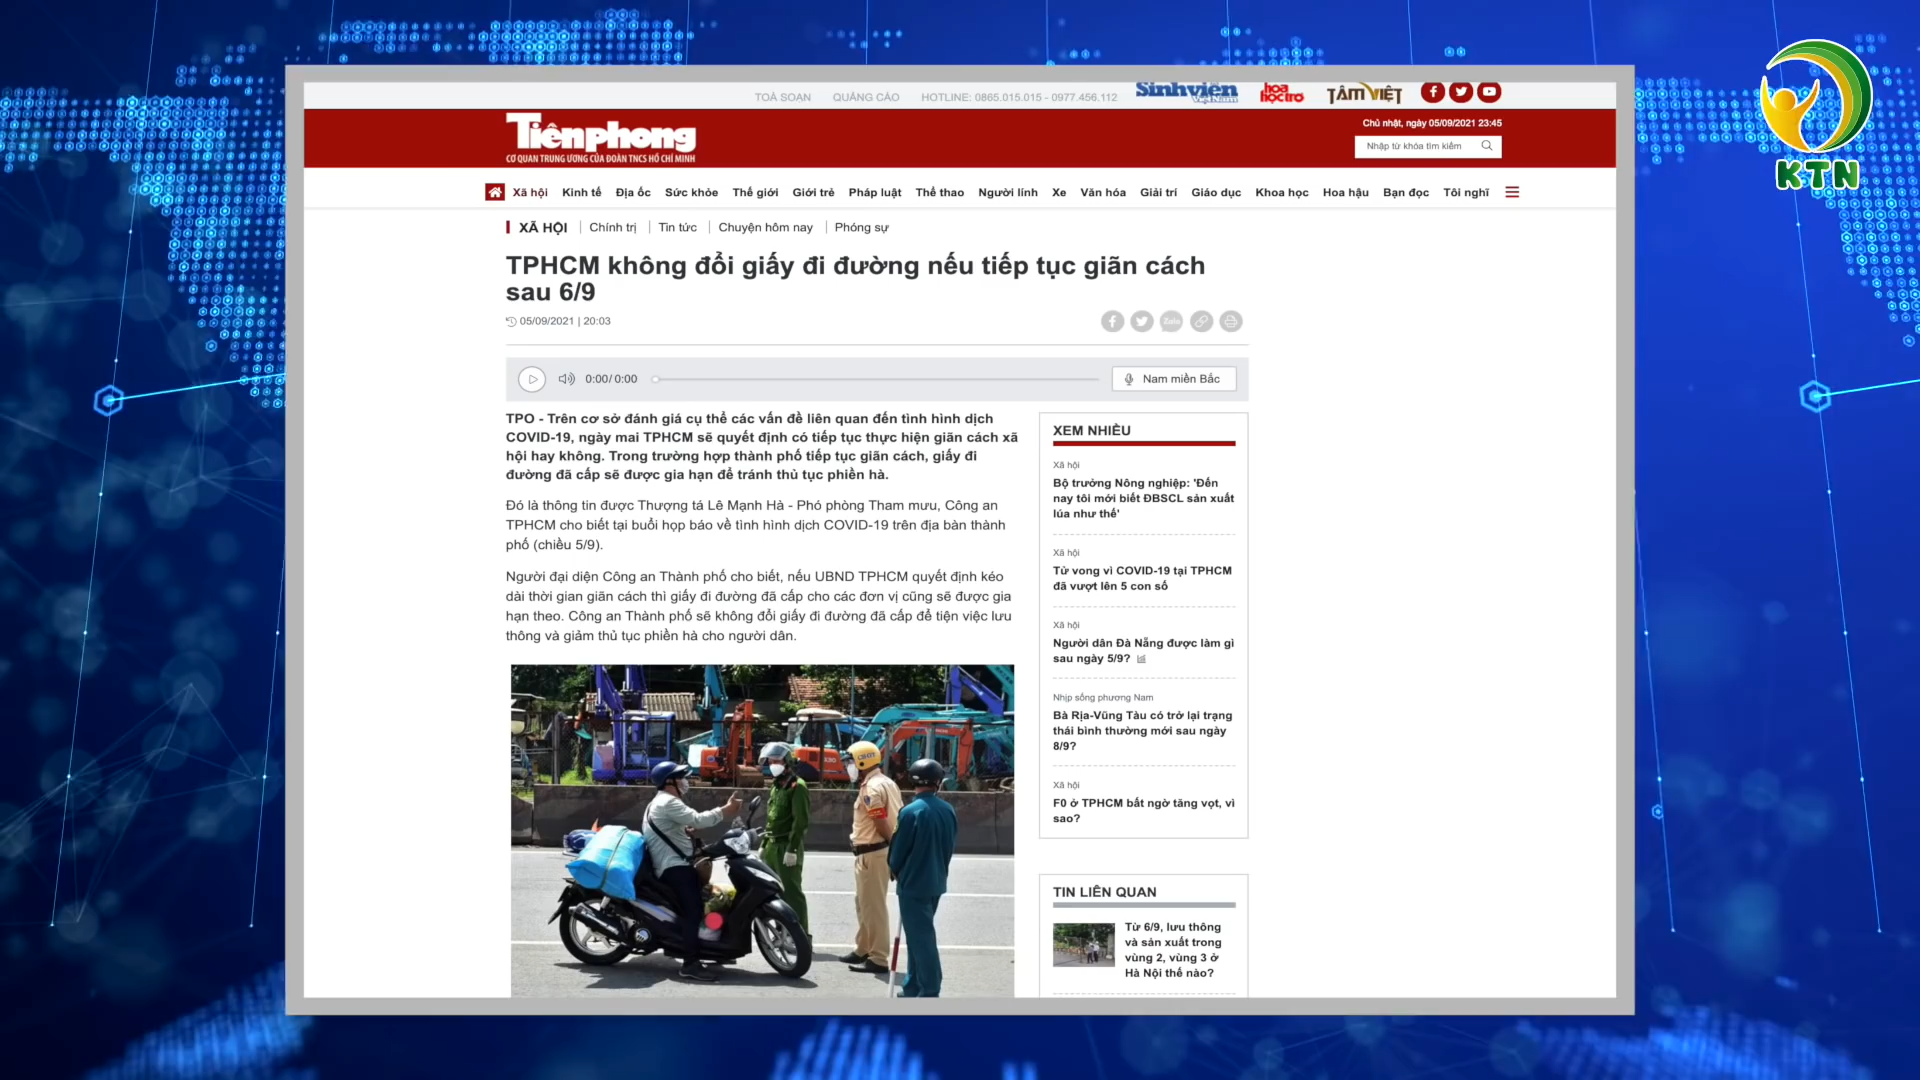 TOÀ SOẠN QUẢNG CÁO HOTLINE: 0865.015.015 - 0977.456.112 Sinhviên Việt Nam hoa học trò TÂM VIỆT
Tiênphong
CƠ QUAN TRUNG ƯƠNG CỦA ĐOÀN TNCS HỒ CHÍ MINH
Chủ nhật, ngày 05/09/2021 23:45
Nhập từ khóa tìm kiếm
KTN
Xã hội Kinh tế Địa ốc Sức khỏe Thế giới Giới trẻ Pháp luật Thể thao Người lính Xe Văn hóa Giải trí Giáo dục Khoa học Hoa hậu Bạn đọc Tôi nghĩ
XÃ HỘI Chính trị Tin tức Chuyện hôm nay Phóng sự
TPHCM không đổi giấy đi đường nếu tiếp tục giãn cách
sau 6/9
05/09/2021 | 20:03
Zalo
0:00/ 0:00
Nam miền Bắc
TPO - Trên cơ sở đánh giá cụ thể các vấn đề liên quan đến tình hình dịch
COVID-19, ngày mai TPHCM sẽ quyết định có tiếp tục thực hiện giãn cách xã
hội hay không. Trong trường hợp thành phố tiếp tục giãn cách, giấy đi
đường đã cấp sẽ được gia hạn để tránh thủ tục phiền hà.
Đó là thông tin được Thượng tá Lê Mạnh Hà - Phó phòng Tham mưu, Công an
TPHCM cho biết tại buổi họp báo về tình hình dịch COVID-19 trên địa bàn thành
phố (chiều 5/9).
Người đại diện Công an Thành phố cho biết, nếu UBND TPHCM quyết định kéo
dài thời gian giãn cách thì giấy đi đường đã cấp cho các đơn vị cũng sẽ được gia
hạn theo. Công an Thành phố sẽ không đổi giấy đi đường đã cấp để tiện việc lưu
thông và giảm thủ tục phiền hà cho người dân.
XEM NHIỀU
Xã hội
Bộ trưởng Nông nghiệp: 'Đến
nay tôi mới biết ĐBSCL sản xuất
lúa như thế'
Xã hội
Tử vong vì COVID-19 tại TPHCM
đã vượt lên 5 con số
Xã hội
Người dân Đà Nẵng được làm gì
sau ngày 5/9?
Nhịp sống phương Nam
Bà Rịa-Vũng Tàu có trở lại trạng
thái bình thường mới sau ngày
8/9?
Xã hội
F0 ở TPHCM bất ngờ tăng vọt, vì
sao?
TIN LIÊN QUAN
Từ 6/9, lưu thông
và sản xuất trong
vùng 2, vùng 3 ở
Hà Nội thế nào?